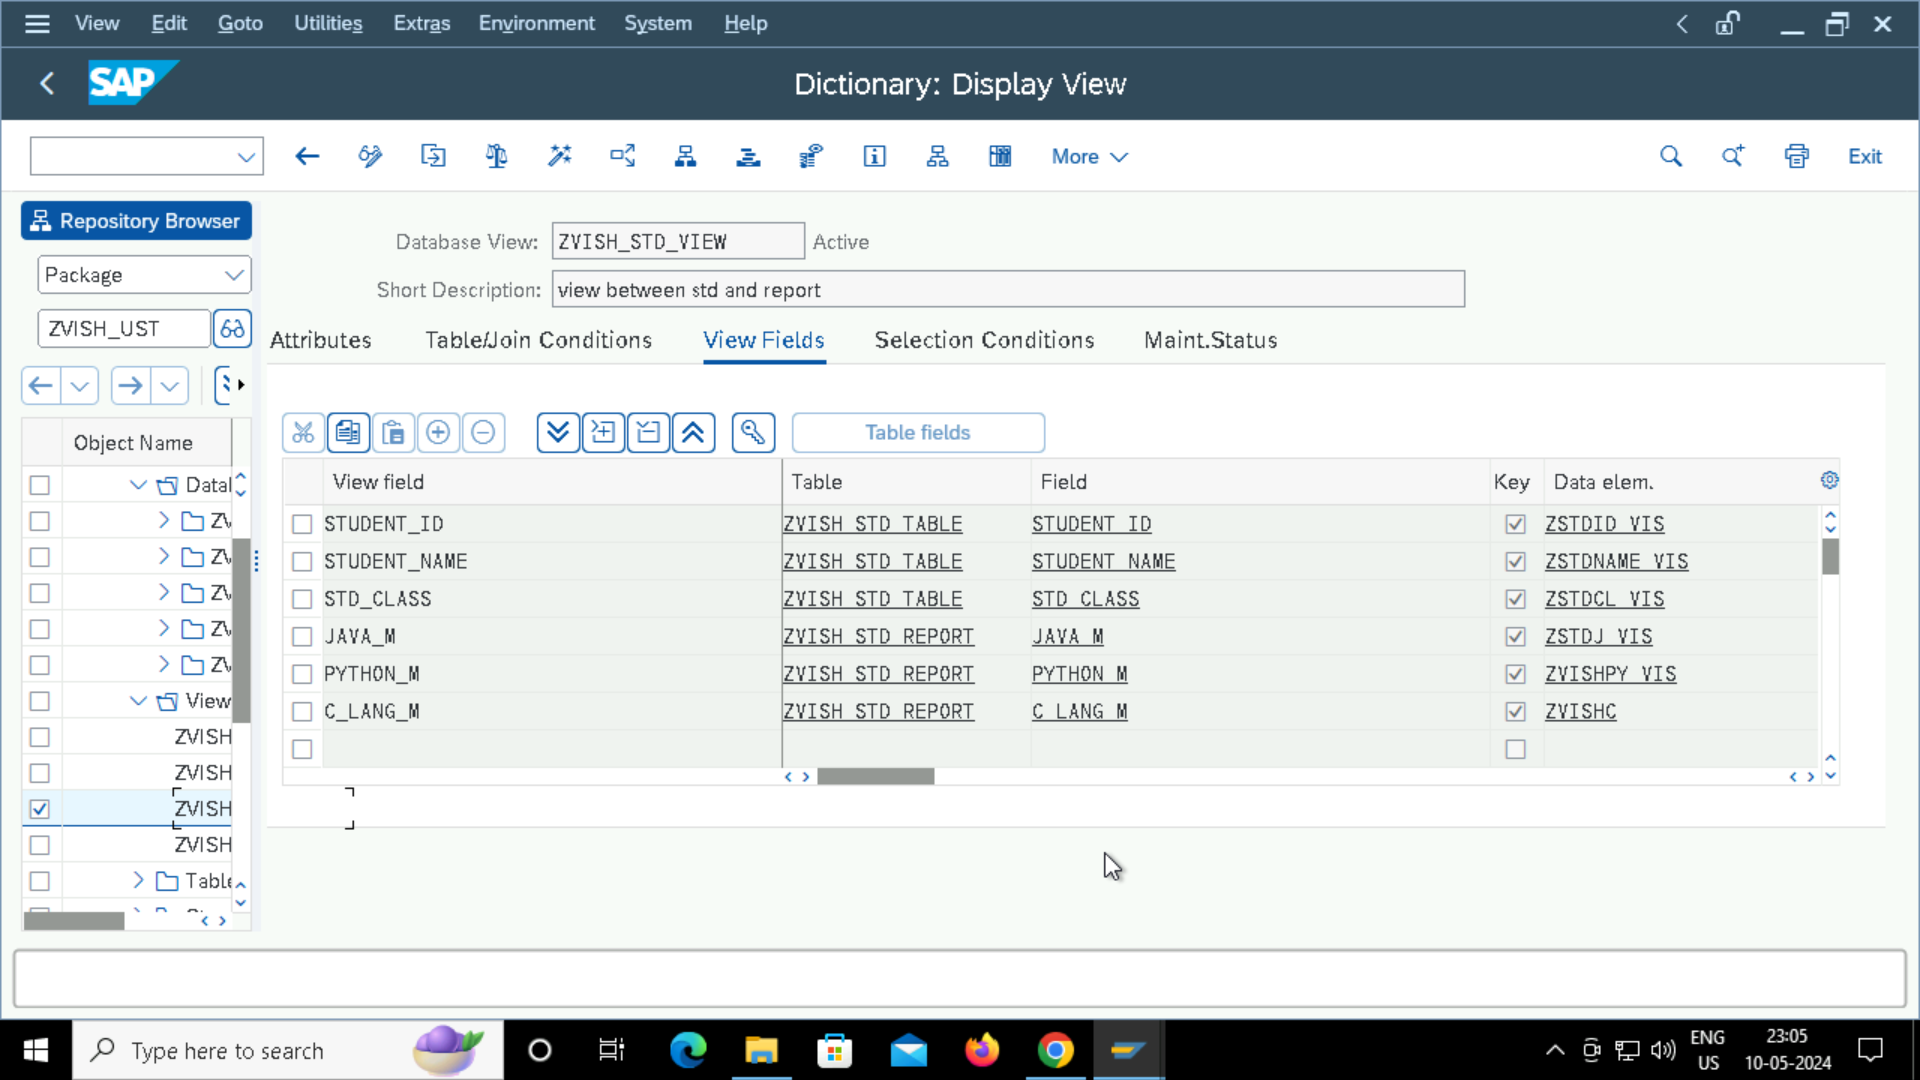 View Edit Goto Utilities Extras Environment System Help
SAP Dictionary: Display View
More Exit
Repository Browser
Package
ZVISH_UST
Object Name
Datal
ZV
ZV
ZV
ZV
ZV
View
ZVISH
ZVISH
ZVISH
ZVISH
Table
Database View: ZVISH_STD_VIEW Active
Short Description: view between std and report
Attributes Table/Join Conditions View Fields Selection Conditions Maint.Status
Table fields
View field Table Field Key Data elem.
STUDENT_ID ZVISH_STD_TABLE STUDENT_ID ZSTDID_VIS
STUDENT_NAME ZVISH_STD_TABLE STUDENT_NAME ZSTDNAME_VIS
STD_CLASS ZVISH_STD_TABLE STD_CLASS ZSTDCL_VIS
JAVA_M ZVISH_STD_REPORT JAVA_M ZSTDJ_VIS
PYTHON_M ZVISH_STD_REPORT PYTHON_M ZVISHPY_VIS
C_LANG_M ZVISH_STD_REPORT C_LANG_M ZVISHC
Type here to search
ENG
US
23:05
10-05-2024